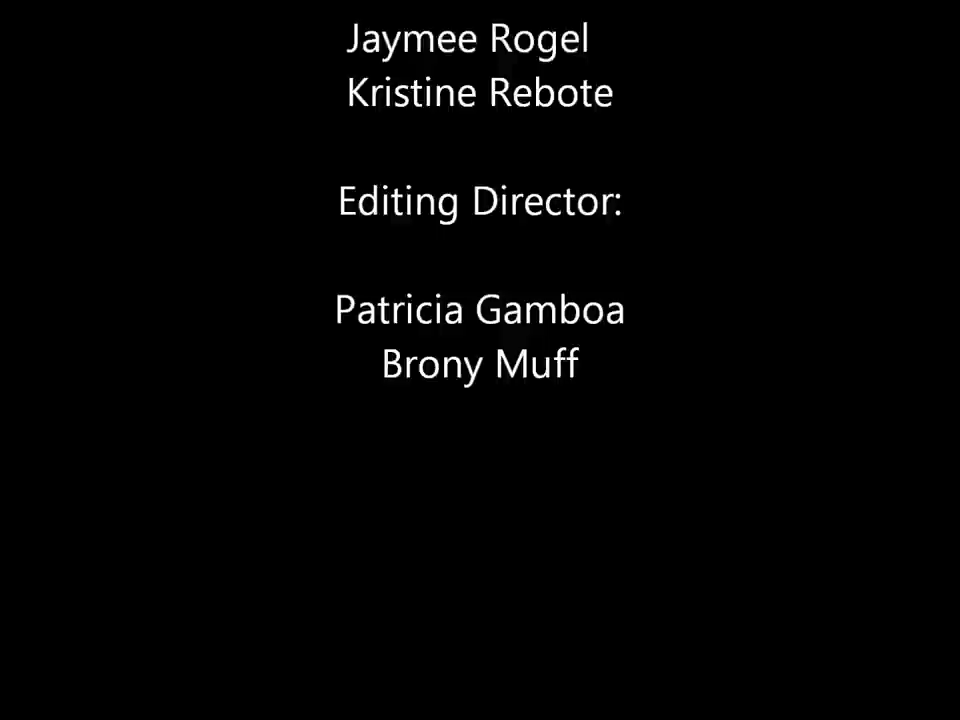 Jaymee Rogel
Kristine Rebote
Editing Director:
Patricia Gamboa
Brony Muff